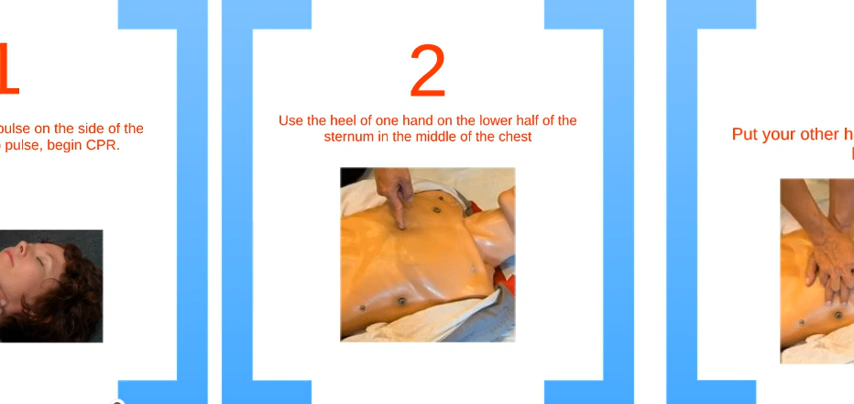 1
pulse on the side of the
pulse, begin CPR.
2
Use the heel of one hand on the lower half of the
sternum in the middle of the chest
Put your other